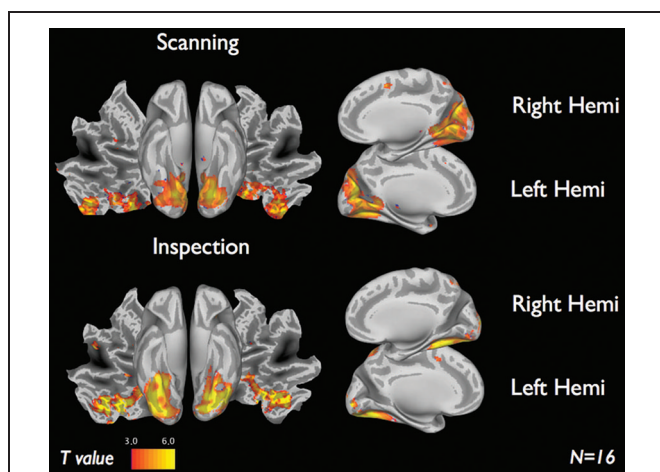 Scanning
Right Hemi
Left Hemi
Inspection
Right Hemi
Left Hemi
3,0 6,0
T value N=16